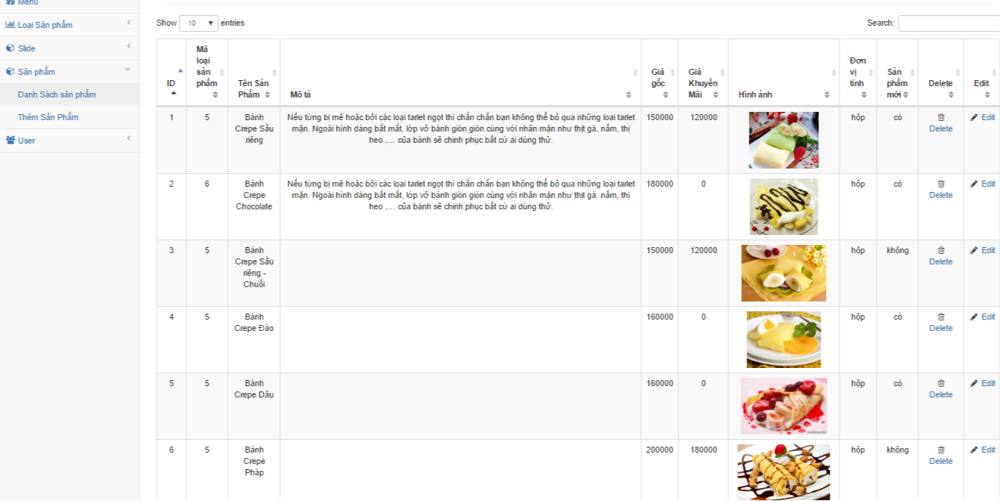 Menu
Loại Sản phẩm
Slide
Sản phẩm
Danh Sách sản phẩm
Thêm Sản Phẩm
User
Show 10 entries
Search:
ID
Mã
loại
sản
phẩm
Tên Sản
Phẩm
Mô tả
Giá
gốc
Giá
Khuyến
Mãi
Hình ảnh
Đơn
vị
tính
Sản
phẩm
mới
Delete
Edit
1
5
Bánh
Crepe Sầu
riêng
Nếu từng bị mê hoặc bởi các loại tarlet ngọt thì chắn chắn bạn không thể bỏ qua những loại tarlet
mặn. Ngoài hình dáng bắt mắt, lớp vở bánh giòn giòn cùng với nhân mặn như thịt gà, nấm, thị
heo ,… của bánh sẽ chinh phục bất cứ ai dùng thử.
150000
120000
hộp
có
Delete
Edit
2
6
Bánh
Crepe
Chocolate
Nếu từng bị mê hoặc bởi các loại tarlet ngọt thì chắn chắn bạn không thể bỏ qua những loại tarlet
mặn. Ngoài hình dáng bắt mắt, lớp vở bánh giòn giòn cùng với nhân mặn như thịt gà, nấm, thị
heo ,… của bánh sẽ chinh phục bất cứ ai dùng thử.
180000
0
hộp
có
Delete
Edit
3
5
Bánh
Crepe Sầu
riêng -
Chuối
150000
120000
hộp
không
Delete
Edit
4
5
Bánh
Crepe Đào
160000
0
hộp
có
Delete
Edit
5
5
Bánh
Crepe Dâu
160000
0
hộp
có
Delete
Edit
6
5
Bánh
Crepe
Pháp
200000
180000
hộp
không
Delete
Edit